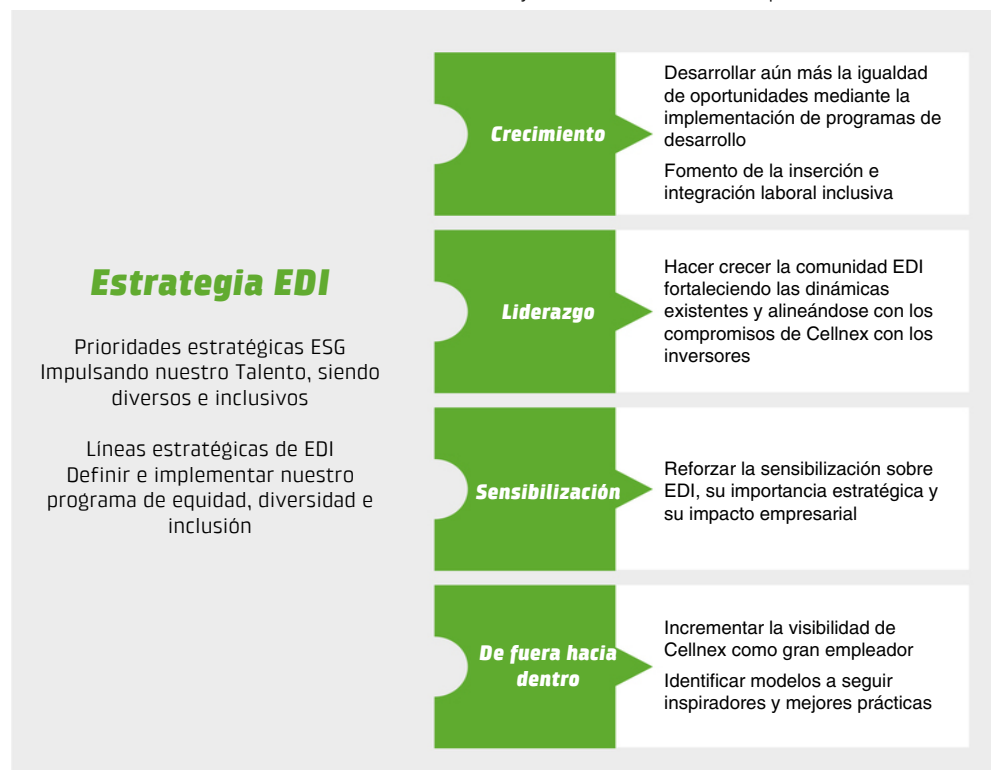 Estrategia EDI
Prioridades estratégicas ESG
Impulsando nuestro Talento, siendo
diversos e inclusivos
Líneas estratégicas de EDI
Definir e implementar nuestro
programa de equidad, diversidad e
inclusión
Crecimiento
Desarrollar aún más la igualdad
de oportunidades mediante la
implementación de programas de
desarrollo
Fomento de la inserción e
integración laboral inclusiva
Liderazgo
Hacer crecer la comunidad EDI
fortaleciendo las dinámicas
existentes y alineándose con los
compromisos de Cellnex con los
inversores
Sensibilización
Reforzar la sensibilización sobre
EDI, su importancia estratégica y
su impacto empresarial
De fuera hacia
dentro
Incrementar la visibilidad de
Cellnex como gran empleador
Identificar modelos a seguir
inspiradores y mejores prácticas